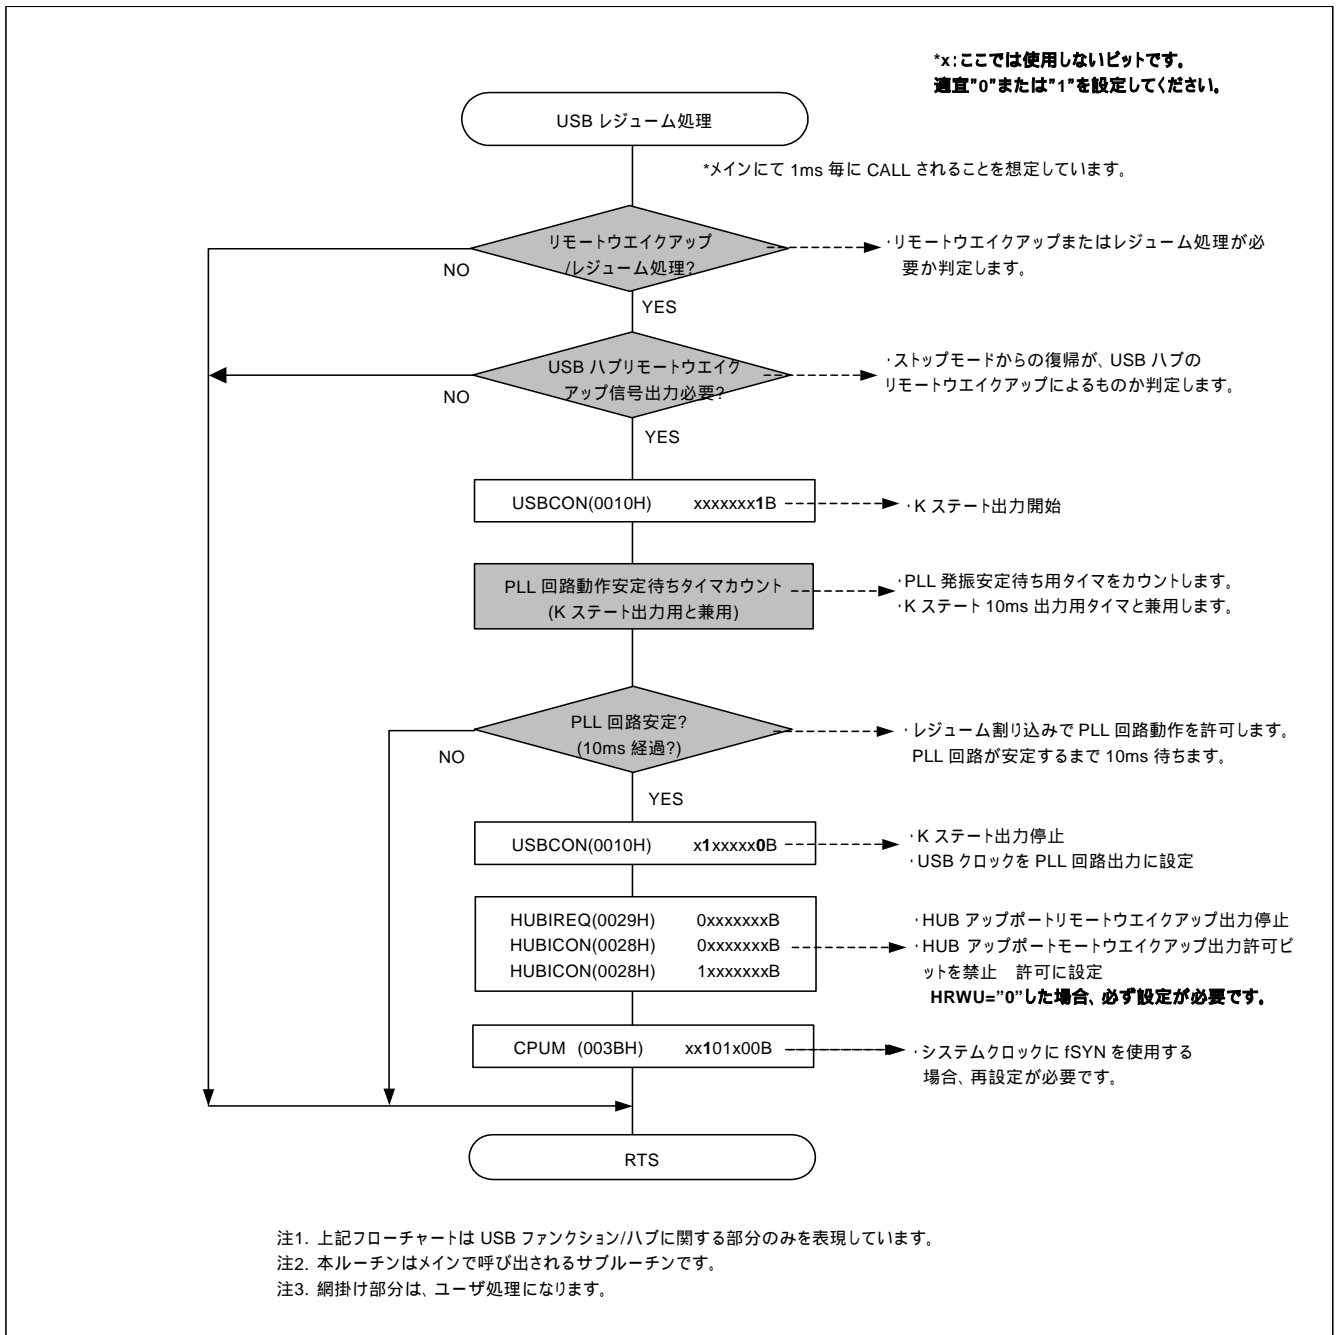 *x:ここでは使用しないビットです。
適宜"0"または"1"を設定してください。
USB レジューム処理
*メインにて 1ms 毎に CALL されることを想定しています。
リモートウエイクアップ
/レジューム処理?
NO
YES
・リモートウエイクアップまたはレジューム処理が必
要か判定します。
USB ハブリモートウエイク
アップ信号出力必要?
NO
YES
・ストップモードからの復帰が、USB ハブの
リモートウエイクアップによるものか判定します。
USBCON(0010H) xxxxxxx1B
・K ステート出力開始
PLL 回路動作安定待ちタイマカウント
(K ステート出力用と兼用)
・PLL 発振安定待ち用タイマをカウントします。
・K ステート 10ms 出力用タイマと兼用します。
PLL 回路安定?
(10ms 経過?)
NO
YES
・レジューム割り込みで PLL 回路動作を許可します。
PLL 回路が安定するまで 10ms 待ちます。
USBCON(0010H) x1xxxxx0B
・K ステート出力停止
・USB クロックを PLL 回路出力に設定
HUBIREQ(0029H) 0xxxxxxxB
HUBICON(0028H) 0xxxxxxxB
HUBICON(0028H) 1xxxxxxxB
・HUB アップポートリモートウエイクアップ出力停止
・HUB アップポートモートウエイクアップ出力許可ビ
ットを禁止 許可に設定
HRWU="0"した場合、必ず設定が必要です。
CPUM (003BH) xx101x00B
・システムクロックに fSYN を使用する
場合、再設定が必要です。
RTS
注1. 上記フローチャートは USB ファンクション/ハブに関する部分のみを表現しています。
注2. 本ルーチンはメインで呼び出されるサブルーチンです。
注3. 網掛け部分は、ユーザ処理になります。